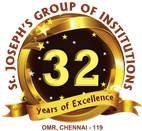 St. JOSEPH'S GROUP OF INSTITUTIONS
32
Years of Excellence
OMR, CHENNAI - 119